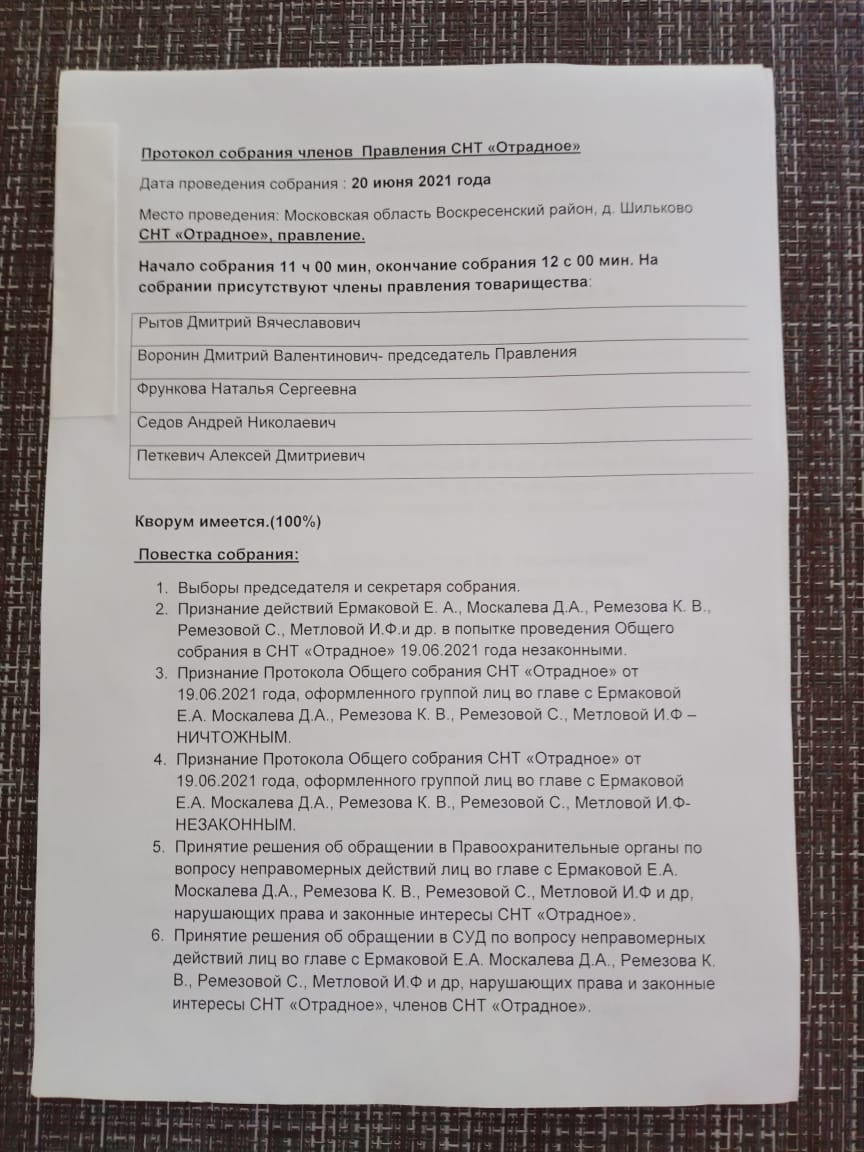 Протокол собрания членов Правления СНТ «Отрадное»
Дата проведения собрания : 20 июня 2021 года
Место проведения: Московская область Воскресенский район, д. Шильково
СНТ «Отрадное», правление.
Начало собрания 11 ч 00 мин, окончание собрания 12 с 00 мин. На
собрании присутствуют члены правления товарищества:
Рытов Дмитрий Вячеславович
Воронин Дмитрий Валентинович- председатель Правления
Фрункова Наталья Сергеевна
Седов Андрей Николаевич
Петкевич Алексей Дмитриевич
Кворум имеется.(100%)
Повестка собрания:
1. Выборы председателя и секретаря собрания.
2. Признание действий Ермаковой Е. А., Москалева Д.А., Ремезова К. В.,
Ремезовой С., Метловой И.Ф.и др. в попытке проведения Общего
собрания в СНТ «Отрадное» 19.06.2021 года незаконными.
3. Признание Протокола Общего собрания СНТ «Отрадное» от
19.06.2021 года, оформленного группой лиц во главе с Ермаковой
Е.А. Москалева Д.А., Ремезова К. В., Ремезовой С., Метловой И.Ф –
НИЧТОЖНЫМ.
4. Признание Протокола Общего собрания СНТ «Отрадное» от
19.06.2021 года, оформленного группой лиц во главе с Ермаковой
Е.А. Москалева Д.А., Ремезова К. В., Ремезовой С., Метловой И.Ф-
НЕЗАКОННЫМ.
5. Принятие решения об обращении в Правоохранительные органы по
вопросу неправомерных действий лиц во главе с Ермаковой Е.А.
Москалева Д.А., Ремезова К. В., Ремезовой С., Метловой И.Ф и др,
нарушающих права и законные интересы СНТ «Отрадное».
6. Принятие решения об обращении в СУД по вопросу неправомерных
действий лиц во главе с Ермаковой Е.А. Москалева Д.А., Ремезова К.
В., Ремезовой С., Метловой И.Ф и др, нарушающих права и законные
интересы СНТ «Отрадное», членов СНТ «Отрадное».